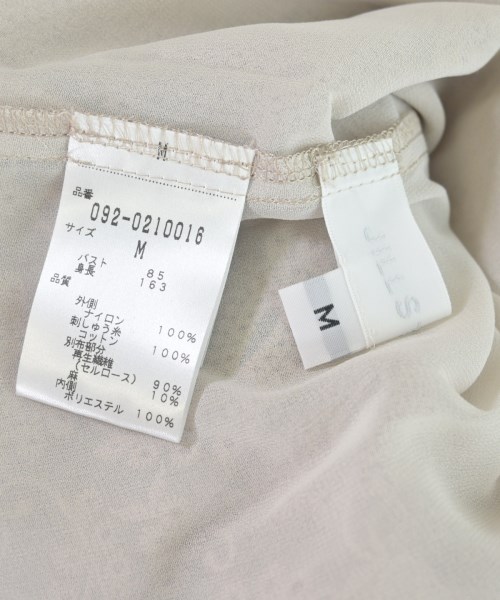 M
品番
092-0210016
サイズ
M
バスト 85
身長 163
品質
外側
ナイロン 100%
刺しゅう糸
コットン 100%
別布部分
再生繊維
(セルロース) 90%
麻 10%
内側
ポリエステル 100%
M